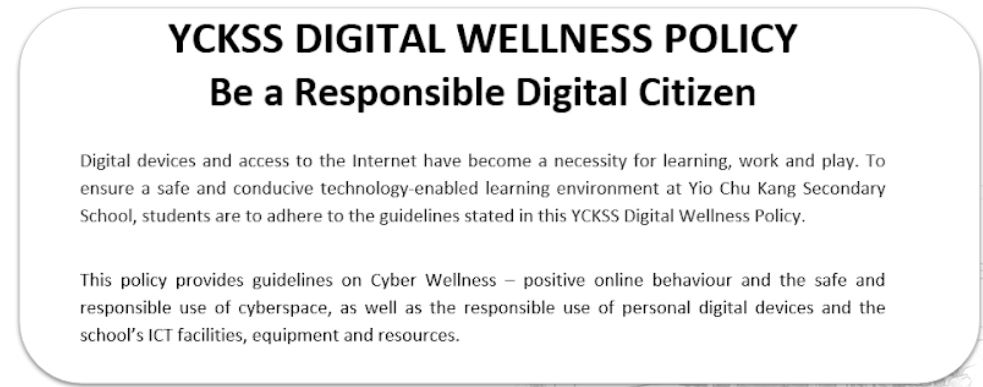 YCKSS DIGITAL WELLNESS POLICY
Be a Responsible Digital Citizen
Digital devices and access to the Internet have become a necessity for learning, work and play. To
ensure a safe and conducive technology-enabled learning environment at Yio Chu Kang Secondary
School, students are to adhere to the guidelines stated in this YCKSS Digital Wellness Policy.
This policy provides guidelines on Cyber Wellness – positive online behaviour and the safe and
responsible use of cyberspace, as well as the responsible use of personal digital devices and the
school's ICT facilities, equipment and resources.